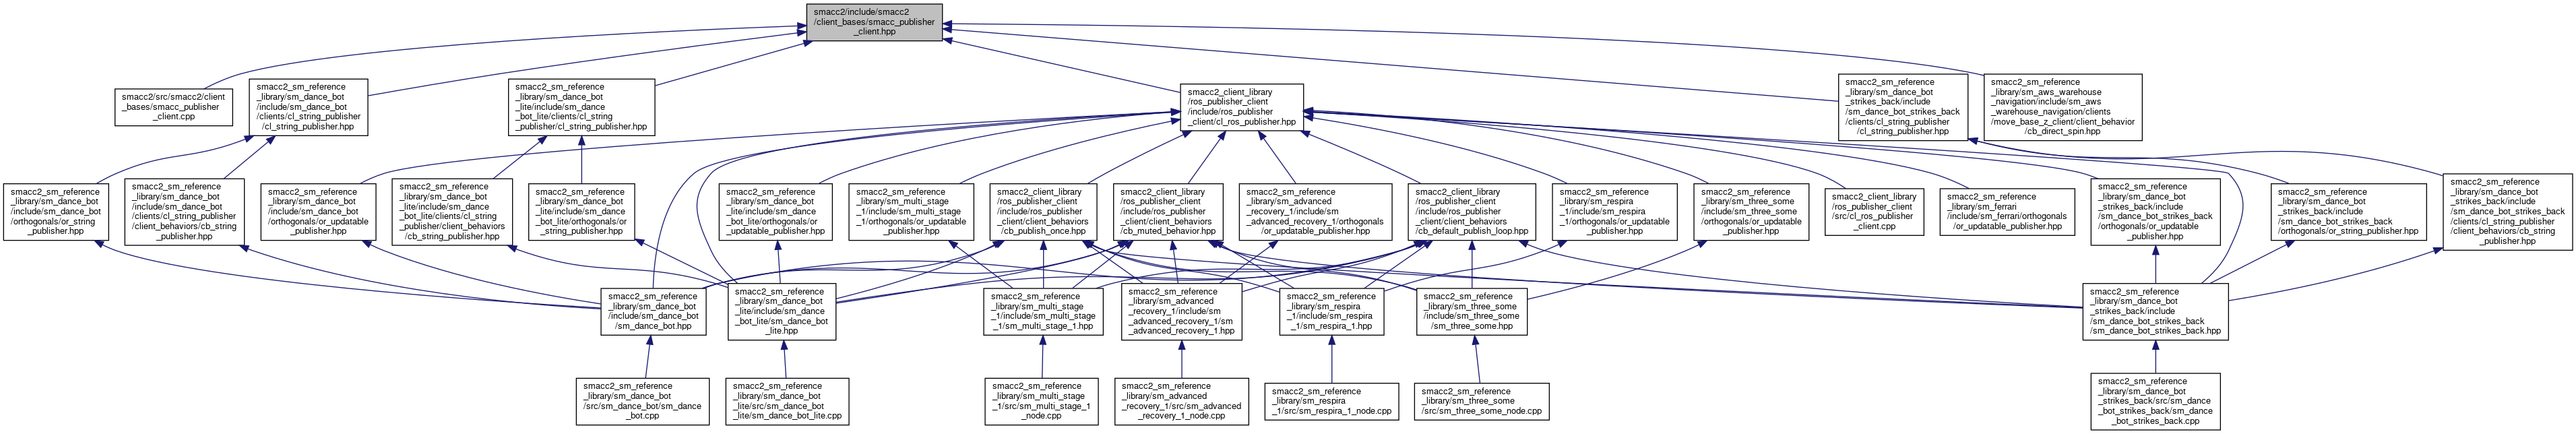 smacc2/include/smacc2
/client_bases/smacc_publisher
_client.hpp
smacc2/src/smacc2/client
_bases/smacc_publisher
_client.cpp
smacc2_sm_reference
_library/sm_dance_bot
/include/sm_dance_bot
/clients/cl_string_publisher
/cl_string_publisher.hpp
smacc2_sm_reference
_library/sm_dance_bot
_lite/include/sm_dance
_bot_lite/clients/cl_string
_publisher/cl_string_publisher.hpp
smacc2_client_library
/ros_publisher_client
/include/ros_publisher
_client/cl_ros_publisher.hpp
smacc2_sm_reference
_library/sm_dance_bot
_strikes_back/include
/sm_dance_bot_strikes_back
/clients/cl_string_publisher
/cl_string_publisher.hpp
smacc2_sm_reference
_library/sm_aws_warehouse
_navigation/include/sm_aws
_warehouse_navigation/clients
/move_base_z_client/client_behavior
/cb_direct_spin.hpp
smacc2_sm_reference
_library/sm_dance_bot
/include/sm_dance_bot
/orthogonals/or_string
_publisher.hpp
smacc2_sm_reference
_library/sm_dance_bot
/include/sm_dance_bot
/clients/cl_string_publisher
/client_behaviors/cb_string
_publisher.hpp
smacc2_sm_reference
_library/sm_dance_bot
/include/sm_dance_bot
/orthogonals/or_updatable
_publisher.hpp
smacc2_sm_reference
_library/sm_dance_bot
_lite/include/sm_dance
_bot_lite/clients/cl_string
_publisher/client_behaviors
/cb_string_publisher.hpp
smacc2_sm_reference
_library/sm_dance_bot
_lite/include/sm_dance
_bot_lite/orthogonals/or
_string_publisher.hpp
smacc2_sm_reference
_library/sm_dance_bot
_lite/include/sm_dance
_bot_lite/orthogonals/or
_updatable_publisher.hpp
smacc2_sm_reference
_library/sm_multi_stage
_1/include/sm_multi_stage
_1/orthogonals/or_updatable
_publisher.hpp
smacc2_client_library
/ros_publisher_client
/include/ros_publisher
_client/client_behaviors
/cb_publish_once.hpp
smacc2_client_library
/ros_publisher_client
/include/ros_publisher
_client/client_behaviors
/cb_muted_behavior.hpp
smacc2_sm_reference
_library/sm_advanced
_recovery_1/include/sm
_advanced_recovery_1/orthogonals
/or_updatable_publisher.hpp
smacc2_client_library
/ros_publisher_client
/include/ros_publisher
_client/client_behaviors
/cb_default_publish_loop.hpp
smacc2_sm_reference
_library/sm_respira
_1/include/sm_respira
_1/orthogonals/or_updatable
_publisher.hpp
smacc2_sm_reference
_library/sm_three_some
/include/sm_three_some
/orthogonals/or_updatable
_publisher.hpp
smacc2_client_library
/ros_publisher_client
/src/cl_ros_publisher
_client.cpp
smacc2_sm_reference
_library/sm_ferrari
/include/sm_ferrari/orthogonals
/or_updatable_publisher.hpp
smacc2_sm_reference
_library/sm_dance_bot
_strikes_back/include
/sm_dance_bot_strikes_back
/orthogonals/or_updatable
_publisher.hpp
smacc2_sm_reference
_library/sm_dance_bot
_strikes_back/include
/sm_dance_bot_strikes_back
/orthogonals/or_string_publisher.hpp
smacc2_sm_reference
_library/sm_dance_bot
_strikes_back/include
/sm_dance_bot_strikes_back
/clients/cl_string_publisher
/client_behaviors/cb_string
_publisher.hpp
smacc2_sm_reference
_library/sm_dance_bot
/include/sm_dance_bot
/sm_dance_bot.hpp
smacc2_sm_reference
_library/sm_dance_bot
_lite/include/sm_dance
_bot_lite/sm_dance_bot
_lite.hpp
smacc2_sm_reference
_library/sm_multi_stage
_1/include/sm_multi_stage
_1/sm_multi_stage_1.hpp
smacc2_sm_reference
_library/sm_advanced
_recovery_1/include/sm
_advanced_recovery_1/sm
_advanced_recovery_1.hpp
smacc2_sm_reference
_library/sm_respira
_1/include/sm_respira
_1/sm_respira_1.hpp
smacc2_sm_reference
_library/sm_three_some
/include/sm_three_some
/sm_three_some.hpp
smacc2_sm_reference
_library/sm_dance_bot
_strikes_back/include
/sm_dance_bot_strikes_back
/sm_dance_bot_strikes_back.hpp
smacc2_sm_reference
_library/sm_dance_bot
/src/sm_dance_bot/sm_dance
_bot.cpp
smacc2_sm_reference
_library/sm_dance_bot
_lite/src/sm_dance_bot
_lite/sm_dance_bot_lite.cpp
smacc2_sm_reference
_library/sm_multi_stage
_1/src/sm_multi_stage_1
_node.cpp
smacc2_sm_reference
_library/sm_advanced
_recovery_1/src/sm_advanced
_recovery_1_node.cpp
smacc2_sm_reference
_library/sm_respira
_1/src/sm_respira_1_node.cpp
smacc2_sm_reference
_library/sm_three_some
/src/sm_three_some_node.cpp
smacc2_sm_reference
_library/sm_dance_bot
_strikes_back/src/sm_dance
_bot_strikes_back/sm_dance
_bot_strikes_back.cpp